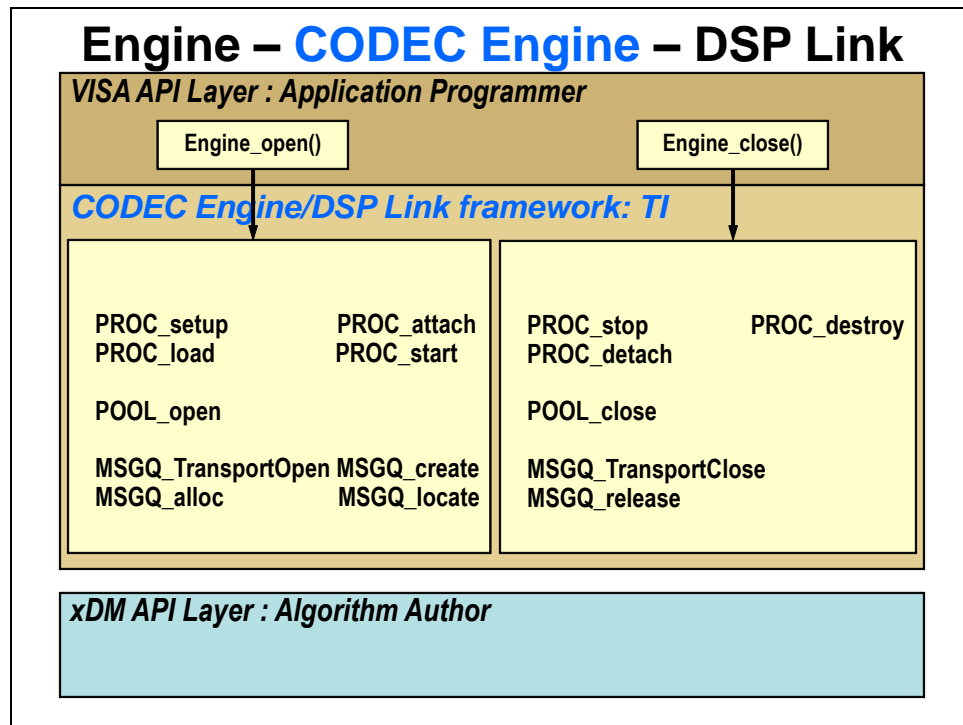 Engine – CODEC Engine – DSP Link
VISA API Layer : Application Programmer
Engine_open()
Engine_close()
CODEC Engine/DSP Link framework: TI
PROC_setup PROC_attach
PROC_load PROC_start
POOL_open
MSGQ_TransportOpen MSGQ_create
MSGQ_alloc MSGQ_locate
PROC_stop PROC_destroy
PROC_detach
POOL_close
MSGQ_TransportClose
MSGQ_release
xDM API Layer : Algorithm Author